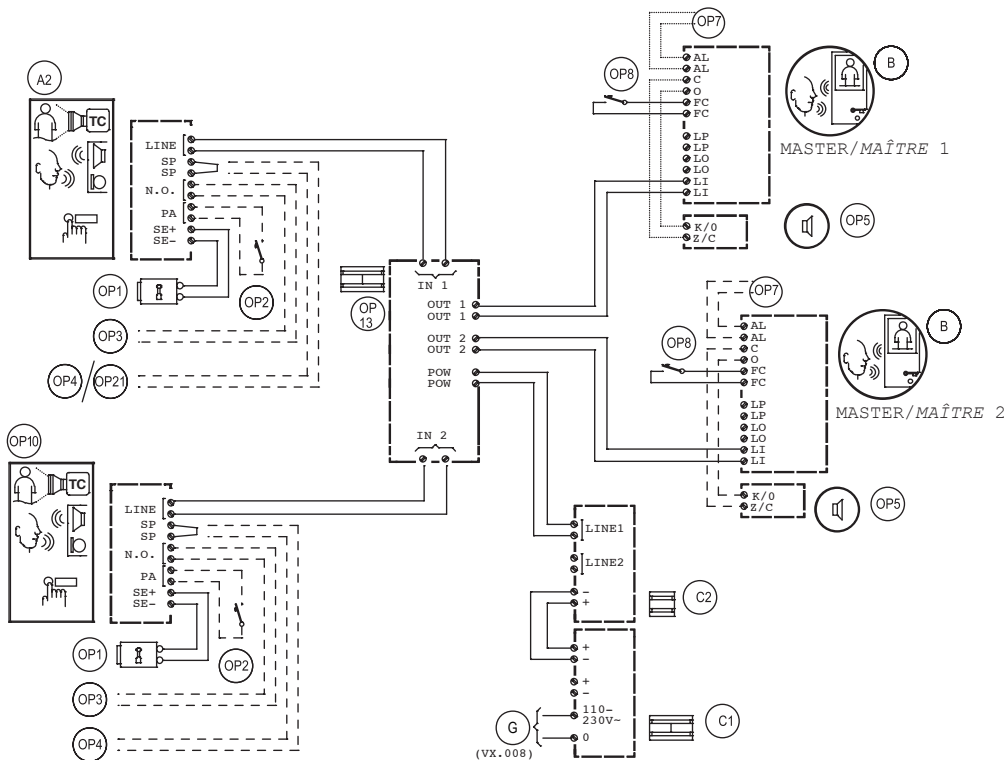 A2
TC
LINE
SP
SP
N.O.
PA
SE+
SE-
OP1
OP2
OP3
OP4
OP21
OP10
TC
LINE
SP
SP
N.O.
PA
SE+
SE-
OP1
OP2
OP3
OP4
OP
13
IN 1
OUT 1
OUT 1
OUT 2
OUT 2
POW
POW
IN 2
OP7
OP8
AL
AL
C
O
FC
FC
LP
LP
LO
LO
LI
LI
K/0
Z/C
B
MASTER/MAÎTRE 1
OP5
OP7
OP8
AL
AL
C
O
FC
FC
LP
LP
LO
LO
LI
LI
K/0
Z/C
B
MASTER/MAÎTRE 2
OP5
LINE1
LINE2
-
+
C2
+
-
+
-
110-
230V~
0
C1
G
(VX.008)